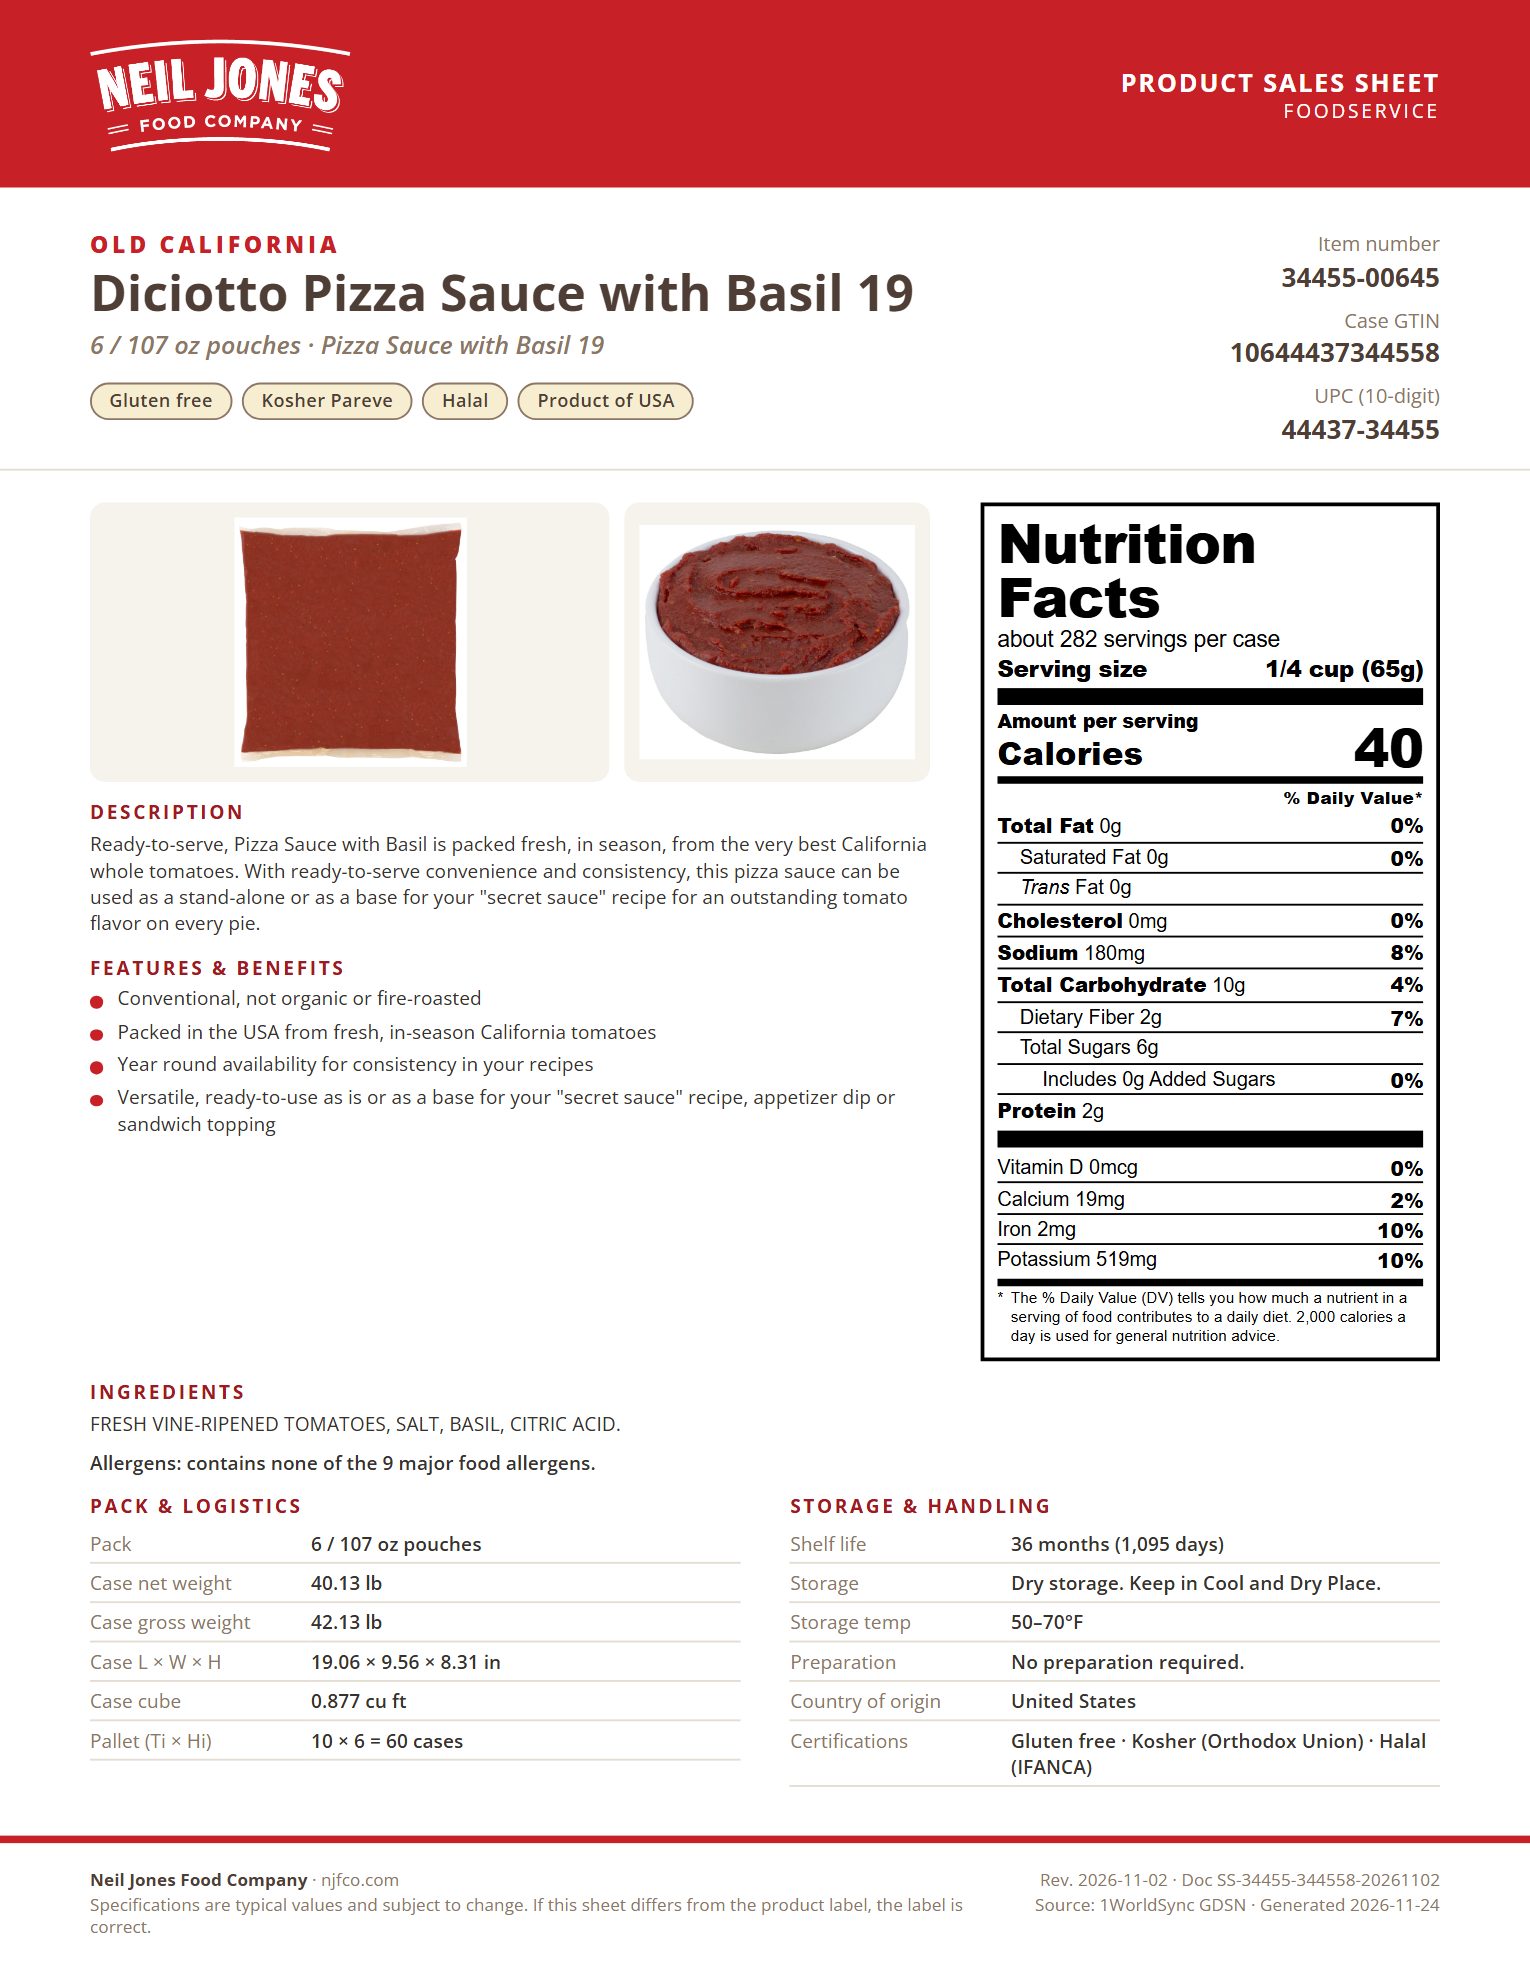 NEIL JONES
FOOD COMPANY
PRODUCT SALES SHEET
FOODSERVICE
OLD CALIFORNIA
Diciotto Pizza Sauce with Basil 19
6 / 107 oz pouches · Pizza Sauce with Basil 19
Gluten free
Kosher Pareve
Halal
Product of USA
Item number
34455-00645
Case GTIN
10644437344558
UPC (10-digit)
44437-34455
DESCRIPTION
Ready-to-serve, Pizza Sauce with Basil is packed fresh, in season, from the very best California
whole tomatoes. With ready-to-serve convenience and consistency, this pizza sauce can be
used as a stand-alone or as a base for your "secret sauce" recipe for an outstanding tomato
flavor on every pie.
FEATURES & BENEFITS
Conventional, not organic or fire-roasted
Packed in the USA from fresh, in-season California tomatoes
Year round availability for consistency in your recipes
Versatile, ready-to-use as is or as a base for your "secret sauce" recipe, appetizer dip or
sandwich topping
Nutrition
Facts
about 282 servings per case
Serving size 1/4 cup (65g)
Amount per serving
Calories 40
% Daily Value*
Total Fat 0g 0%
Saturated Fat 0g 0%
Trans Fat 0g
Cholesterol 0mg 0%
Sodium 180mg 8%
Total Carbohydrate 10g 4%
Dietary Fiber 2g 7%
Total Sugars 6g
Includes 0g Added Sugars 0%
Protein 2g
Vitamin D 0mcg 0%
Calcium 19mg 2%
Iron 2mg 10%
Potassium 519mg 10%
* The % Daily Value (DV) tells you how much a nutrient in a
serving of food contributes to a daily diet. 2,000 calories a
day is used for general nutrition advice.
INGREDIENTS
FRESH VINE-RIPENED TOMATOES, SALT, BASIL, CITRIC ACID.
Allergens: contains none of the 9 major food allergens.
PACK & LOGISTICS
Pack 6 / 107 oz pouches
Case net weight 40.13 lb
Case gross weight 42.13 lb
Case L × W × H 19.06 × 9.56 × 8.31 in
Case cube 0.877 cu ft
Pallet (Ti × Hi) 10 × 6 = 60 cases
STORAGE & HANDLING
Shelf life 36 months (1,095 days)
Storage Dry storage. Keep in Cool and Dry Place.
Storage temp 50–70°F
Preparation No preparation required.
Country of origin United States
Certifications Gluten free · Kosher (Orthodox Union) · Halal
(IFANCA)
Neil Jones Food Company · njfco.com
Specifications are typical values and subject to change. If this sheet differs from the product label, the label is
correct.
Rev. 2026-11-02 · Doc SS-34455-344558-20261102
Source: 1WorldSync GDSN · Generated 2026-11-24